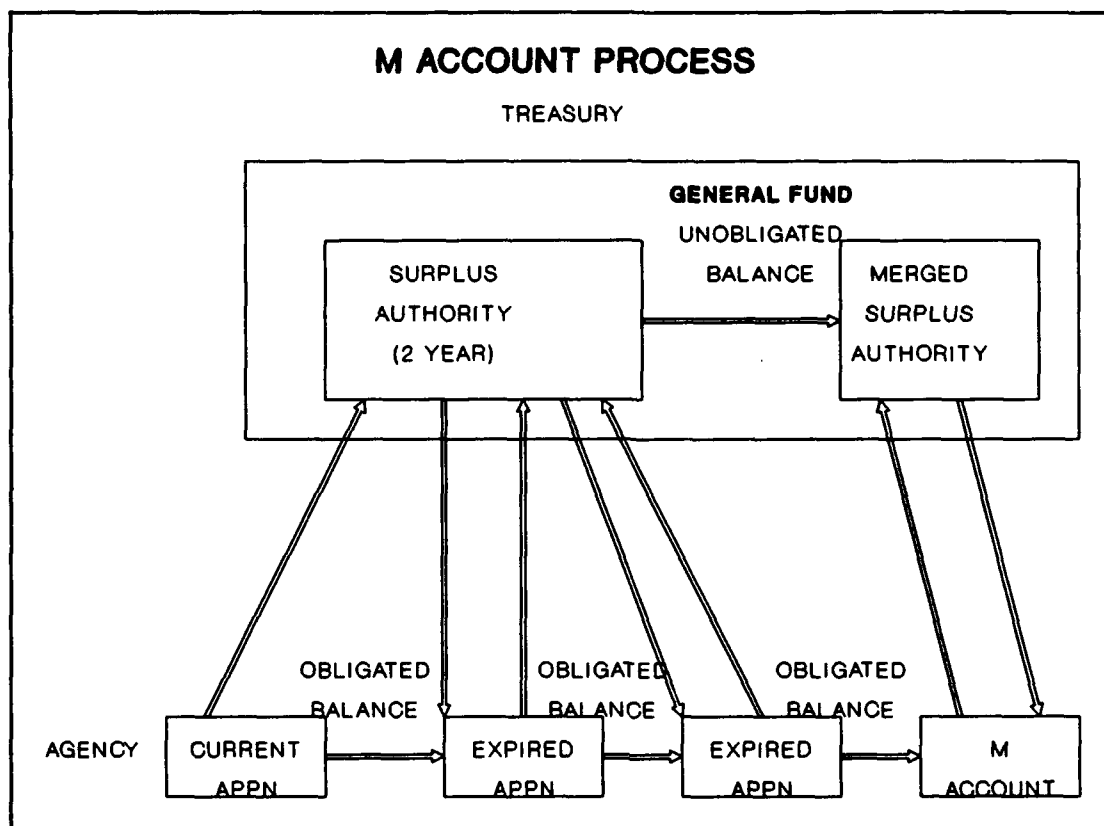 M ACCOUNT PROCESS
TREASURY
GENERAL FUND
UNOBLIGATED
BALANCE
SURPLUS
AUTHORITY
(2 YEAR)
MERGED
SURPLUS
AUTHORITY
OBLIGATED
BALANCE
OBLIGATED
BALANCE
OBLIGATED
BALANCE
AGENCY
CURRENT
APPN
EXPIRED
APPN
EXPIRED
APPN
M
ACCOUNT